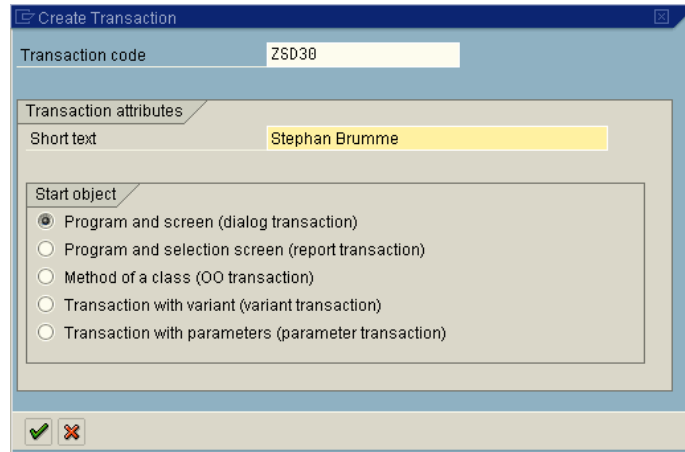 Create Transaction
Transaction code ZSD30
Transaction attributes
Short text Stephan Brumme
Start object
Program and screen (dialog transaction)
Program and selection screen (report transaction)
Method of a class (OO transaction)
Transaction with variant (variant transaction)
Transaction with parameters (parameter transaction)